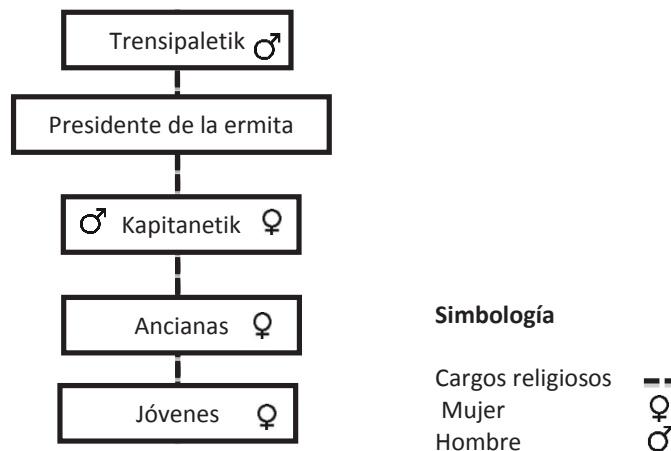 Trensipaletik ♂
Presidente de la ermita
♂ Kapitanetik ♀
Ancianas ♀
Jóvenes ♀
Simbología
Cargos religiosos
Mujer ♀
Hombre ♂